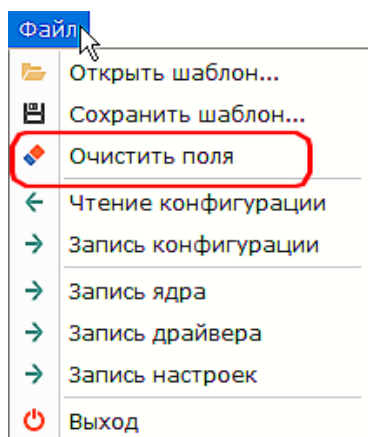 Файл
Открыть шаблон...
Сохранить шаблон...
Очистить поля
Чтение конфигурации
Запись конфигурации
Запись ядра
Запись драйвера
Запись настроек
Выход